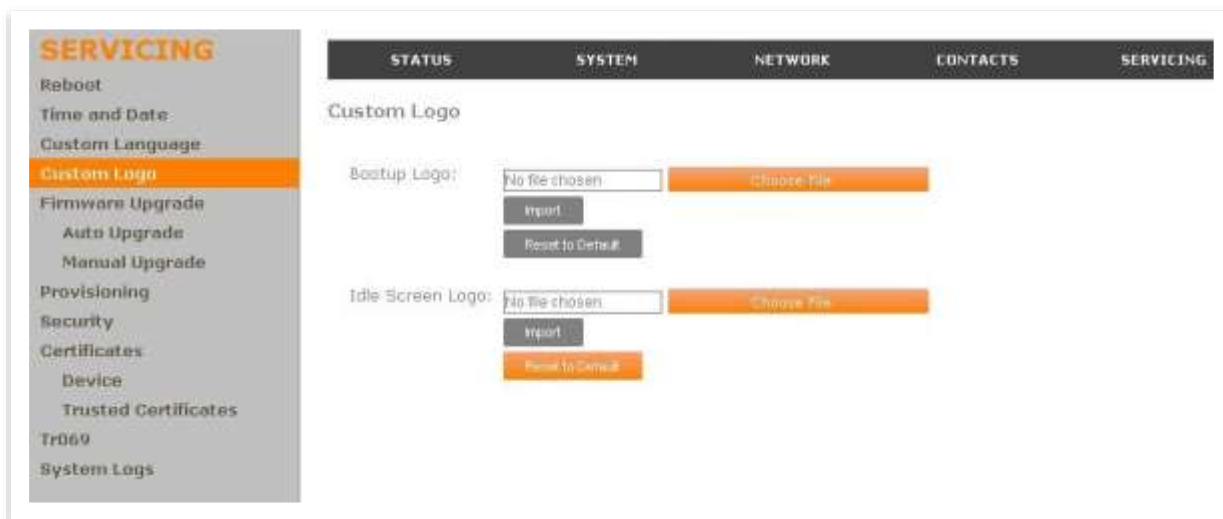 SERVICING
Reboot
Time and Date
Custom Language
Custom Logo
Firmware Upgrade
Auto Upgrade
Manual Upgrade
Provisioning
Security
Certificates
Device
Trusted Certificates
Tr069
System Logs
STATUS SYSTEM NETWORK CONTACTS SERVICING
Custom Logo
Bootup Logo: No file chosen Choose File
Import
Reset to Default
Idle Screen Logo: No file chosen Choose File
Import
Reset to Default